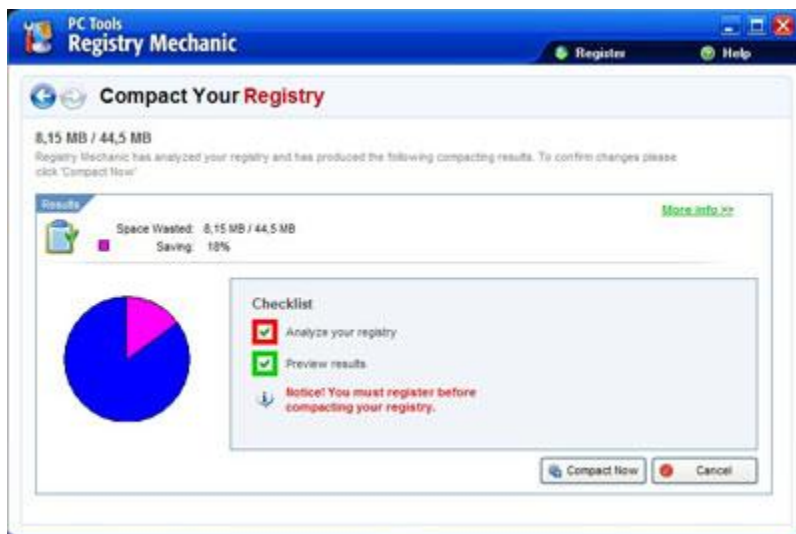 PC Tools
Registry Mechanic
Register
Help
Compact Your Registry
8,15 MB / 44,5 MB
Registry Mechanic has analyzed your registry and has produced the following compacting results. To confirm changes please
click 'Compact Now'
Results
More info >>
Space Wasted: 8,15 MB / 44,5 MB
Saving: 18%
Checklist
Analyze your registry
Preview results
Notice! You must register before
compacting your registry.
Compact Now
Cancel